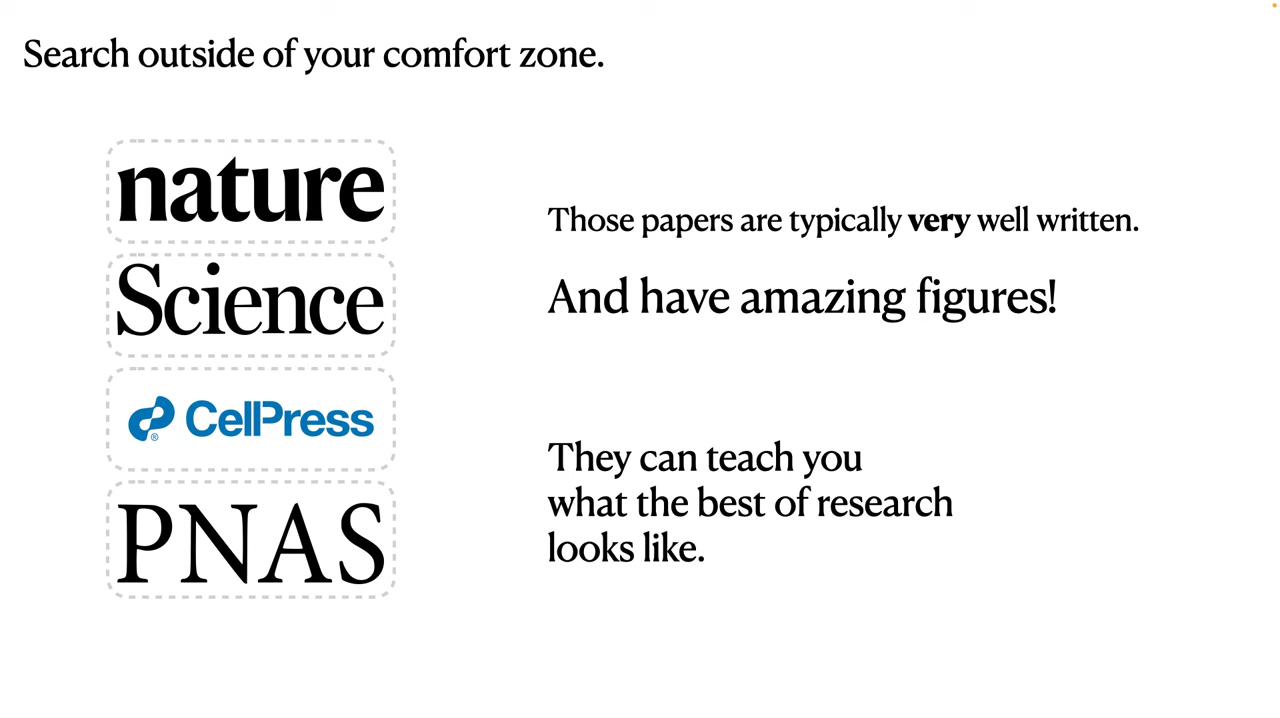 Search outside of your comfort zone.
nature
Science
CellPress
®
PNAS
Those papers are typically very well written.
And have amazing figures!
They can teach you
what the best of research
looks like.